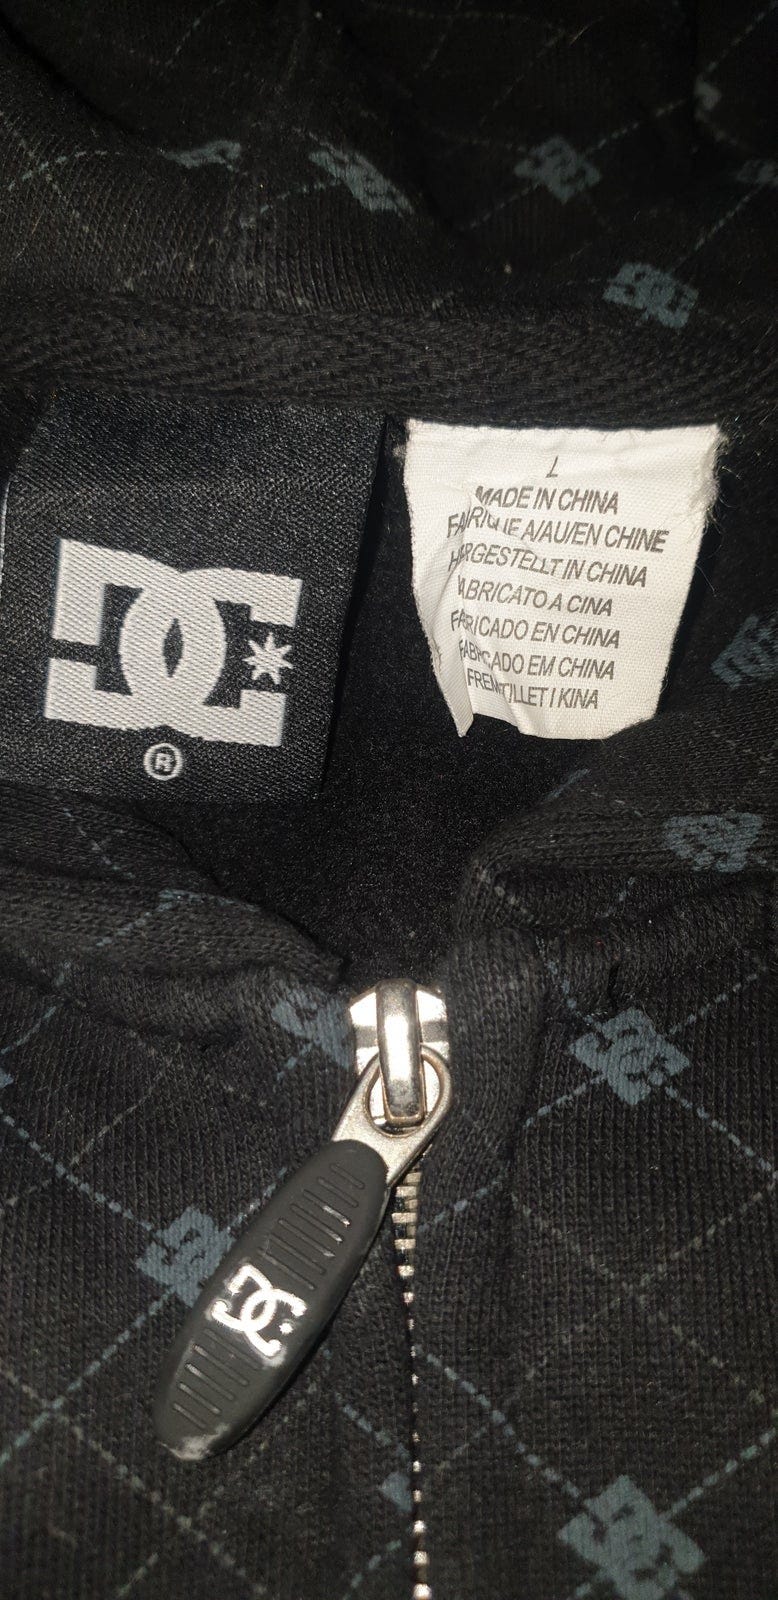 DC
®
L
MADE IN CHINA
FABRIQUE A/AU/EN CHINE
HERGESTELLT IN CHINA
FABRICATO A CINA
FABRICADO EN CHINA
FABRICADO EM CHINA
I KINA
DC